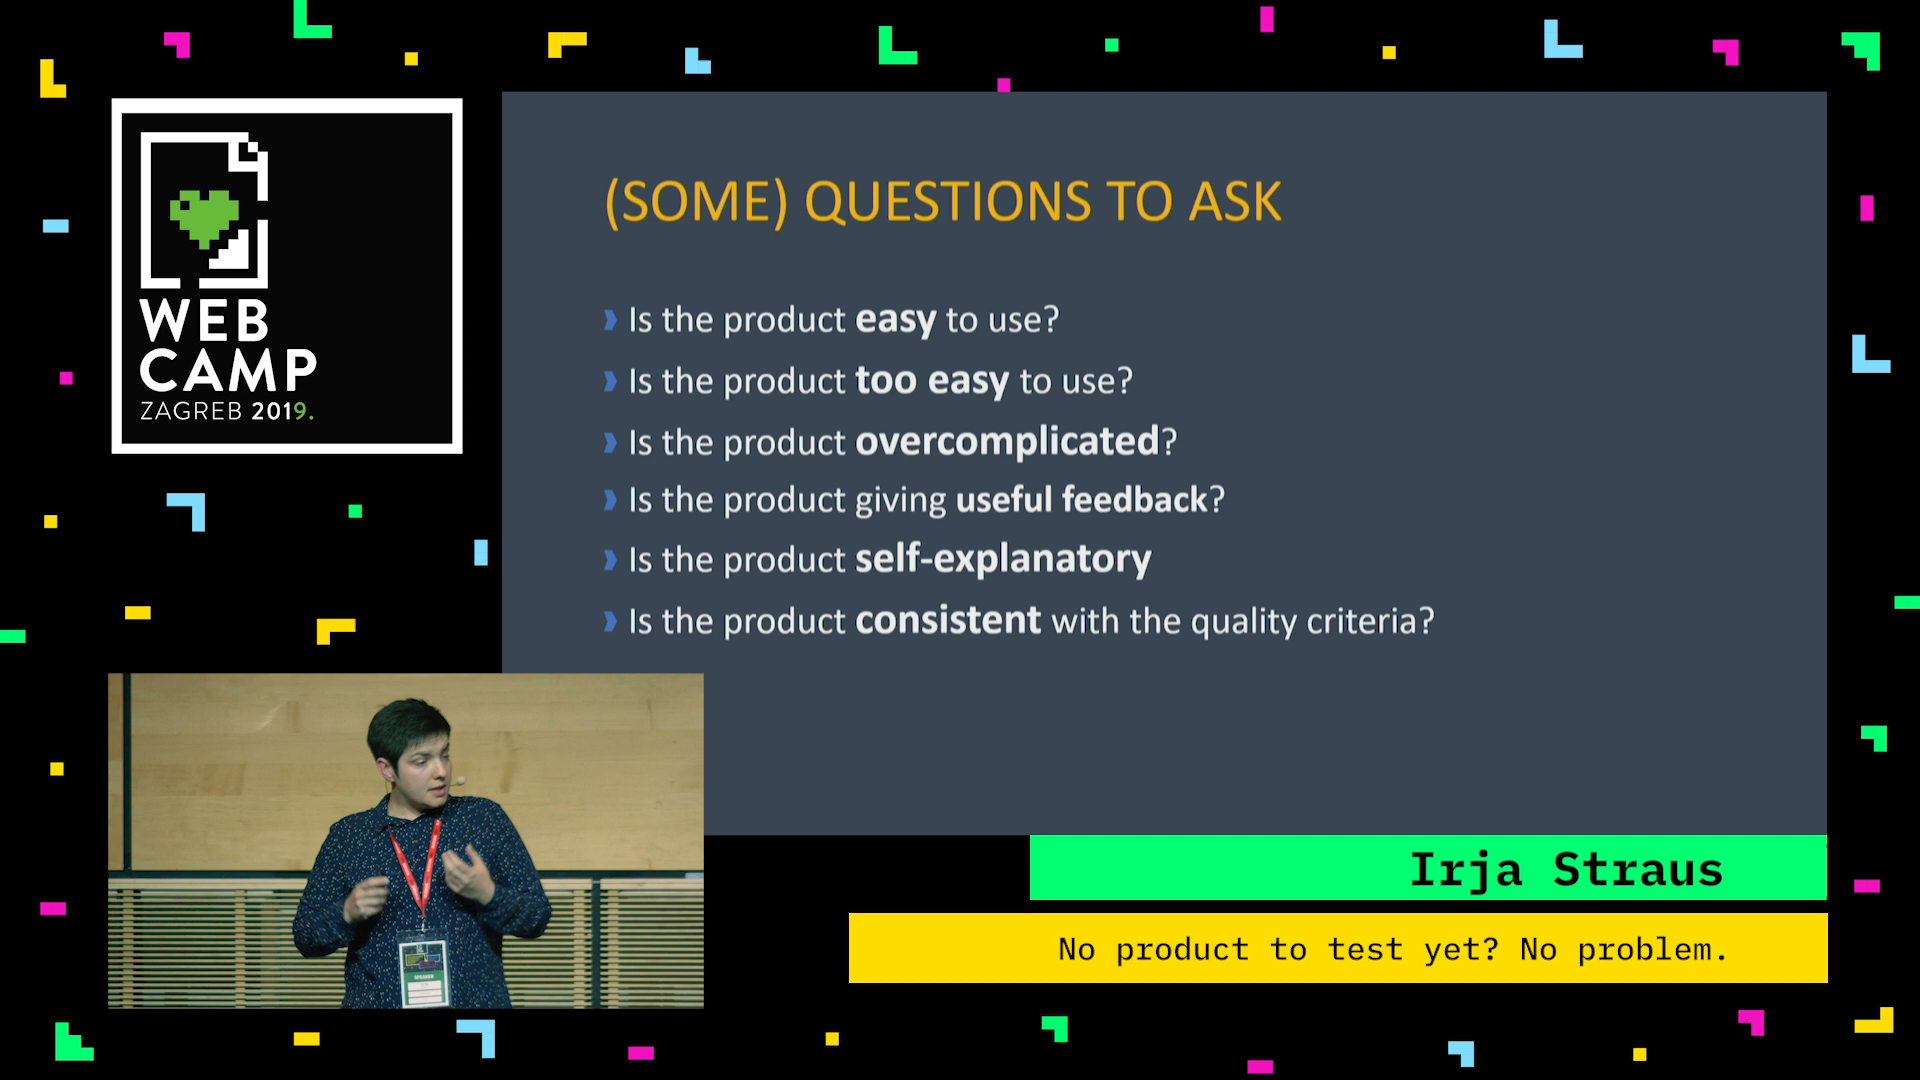 WEB
CAMP
ZAGREB 2019.
(SOME) QUESTIONS TO ASK
Is the product easy to use?
Is the product too easy to use?
Is the product overcomplicated?
Is the product giving useful feedback?
Is the product self-explanatory
Is the product consistent with the quality criteria?
SPEAKER
Irja Straus
No product to test yet? No problem.